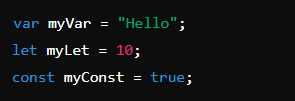 var myVar = "Hello";
let myLet = 10;
const myConst = true;